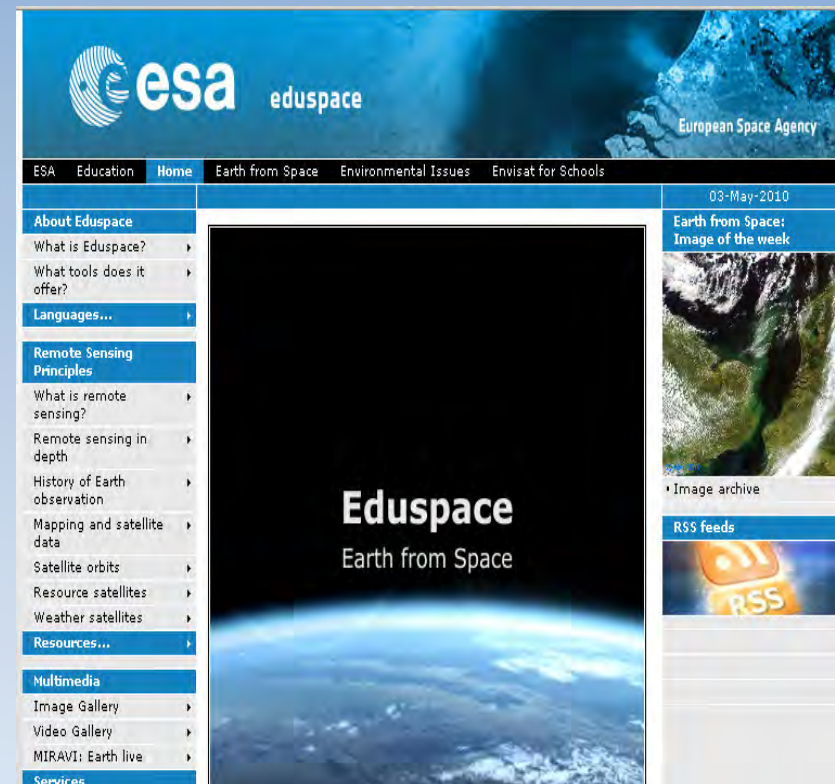 esa eduspace
European Space Agency
ESA Education Home Earth from Space Environmental Issues Envisat for Schools
03-May-2010
About Eduspace
What is Eduspace?
What tools does it
offer?
Languages...
Remote Sensing
Principles
What is remote
sensing?
Remote sensing in
depth
History of Earth
observation
Mapping and satellite
data
Satellite orbits
Resource satellites
Weather satellites
Resources...
Multimedia
Image Gallery
Video Gallery
MIRAVI: Earth live
Services
Eduspace
Earth from Space
Earth from Space:
Image of the week
• Image archive
RSS feeds
RSS